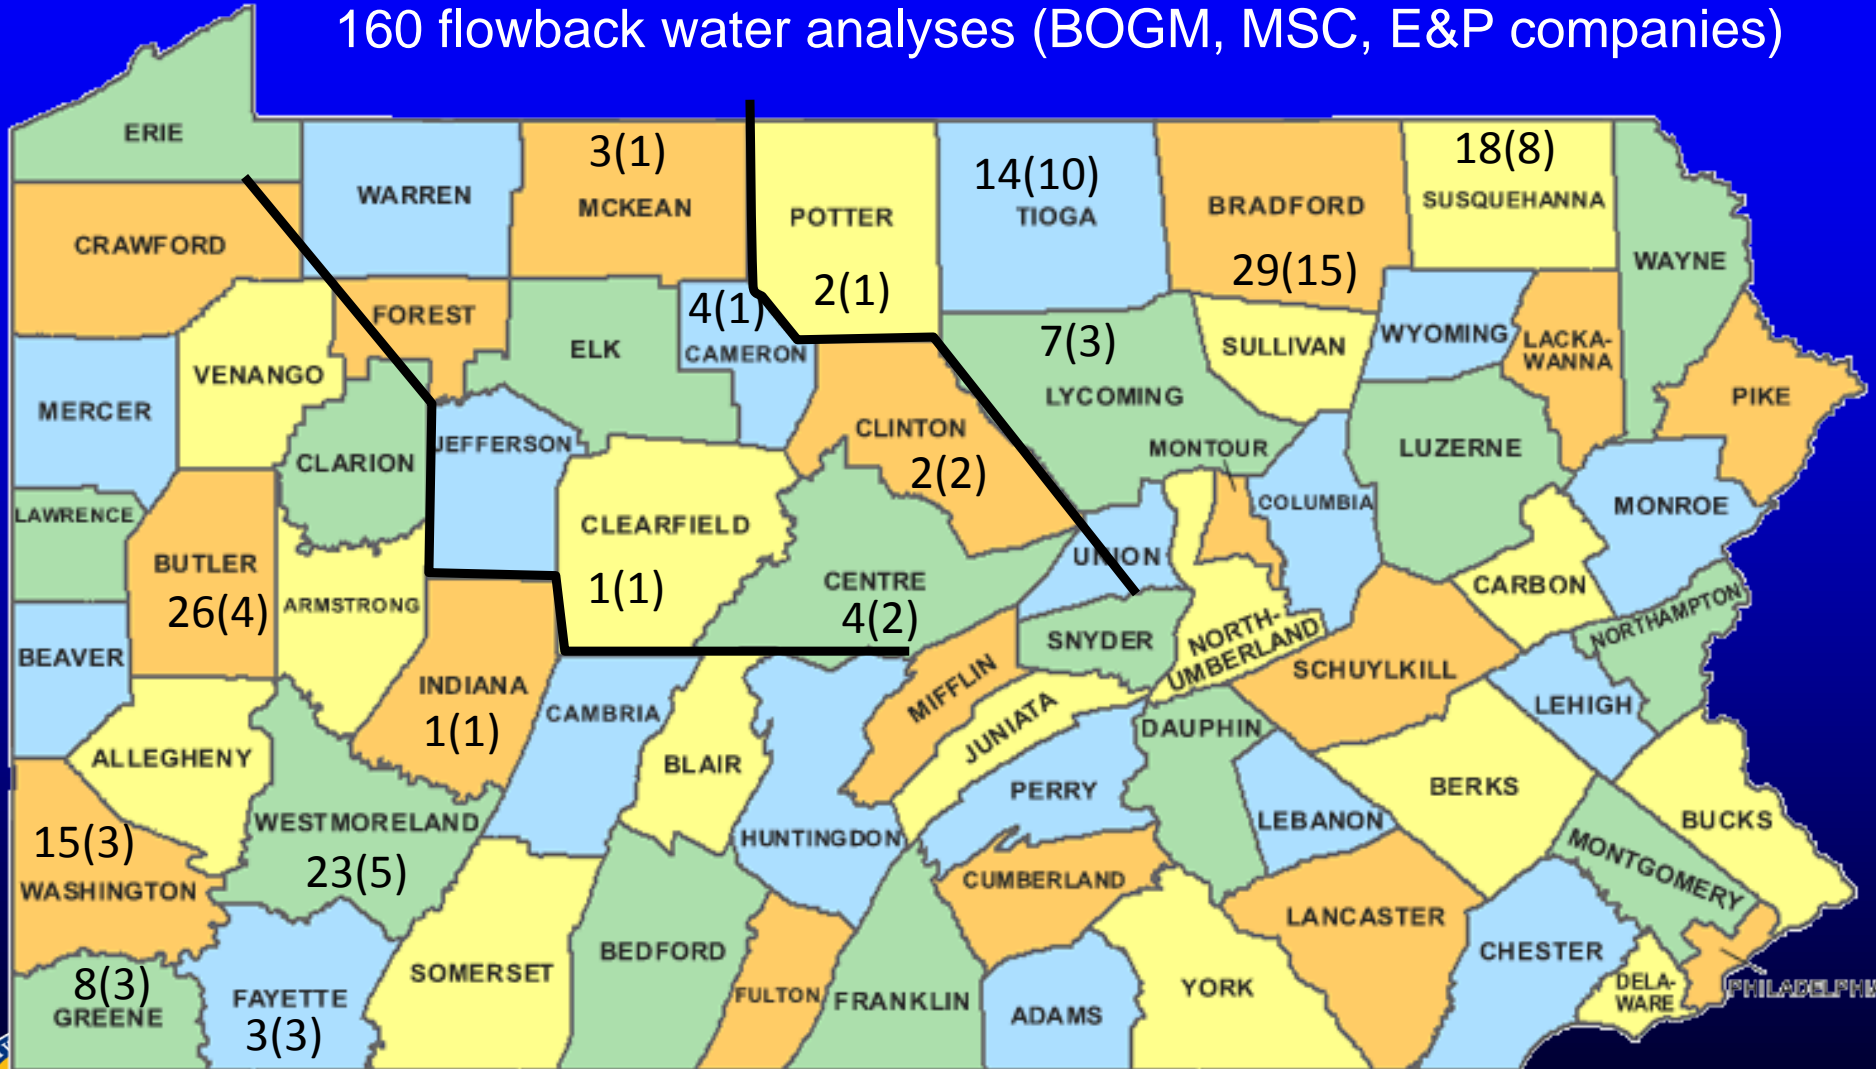 160 flowback water analyses (BOGM, MSC, E&P companies)
ERIE
3(1)
18(8)
WARREN
MCKEAN
14(10)
TIOGA
POTTER
BRADFORD
SUSQUEHANNA
CRAWFORD
WAYNE
29(15)
2(1)
4(1)
FOREST
ELK
CAMERON
7(3)
SULLIVAN
WYOMING
LACKA-
WANNA
VENANGO
MERCER
LYCOMING
PIKE
JEFFERSON
CLINTON
2(2)
MONTOUR
LUZERNE
CLARION
COLUMBIA
MONROE
LAWRENCE
CLEARFIELD
UNION
BUTLER
26(4)
ARMSTRONG
1(1)
CENTRE
4(2)
CARBON
NORTHAMPTON
BEAVER
SNYDER
NORTH-
UMBERLAND
SCHUYLKILL
INDIANA
1(1)
CAMBRIA
MIFFLIN
JUNIATA
DAUPHIN
LEHIGH
ALLEGHENY
BLAIR
PERRY
BERKS
WESTMORELAND
23(5)
HUNTINGDON
LEBANON
BUCKS
15(3)
WASHINGTON
CUMBERLAND
MONTGOMERY
LANCASTER
BEDFORD
CHESTER
SOMERSET
8(3)
GREENE
FAYETTE
3(3)
FULTON
FRANKLIN
ADAMS
YORK
DELA-
WARE
PHILADELPHIA